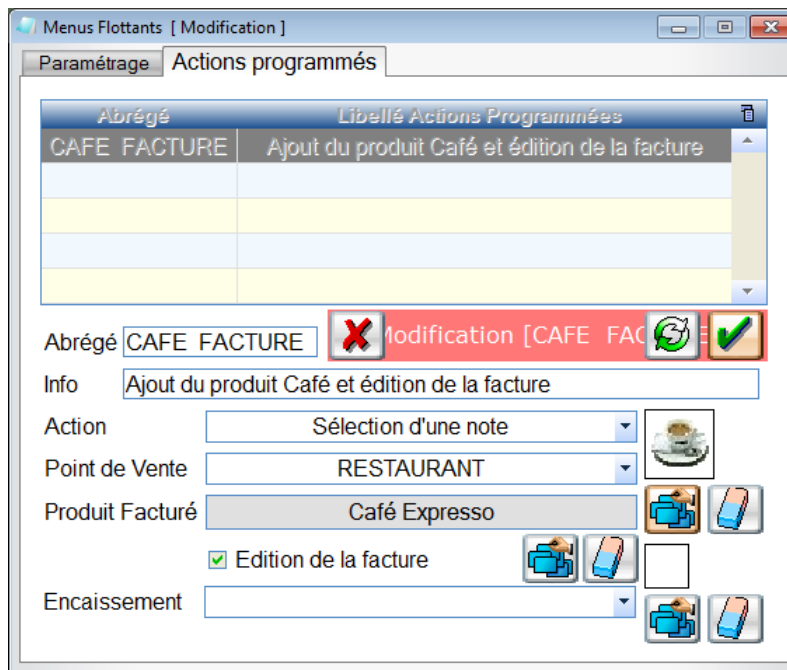 Menus Flottants [ Modification ]
Paramétrage Actions programmés
Abrégé Libellé Actions Programmées
CAFE FACTURE Ajout du produit Café et édition de la facture
Abrégé CAFE FACTURE Modification [CAFE FAC E
Info Ajout du produit Café et édition de la facture
Action Sélection d'une note
Point de Vente RESTAURANT
Produit Facturé Café Expresso
Edition de la facture
Encaissement